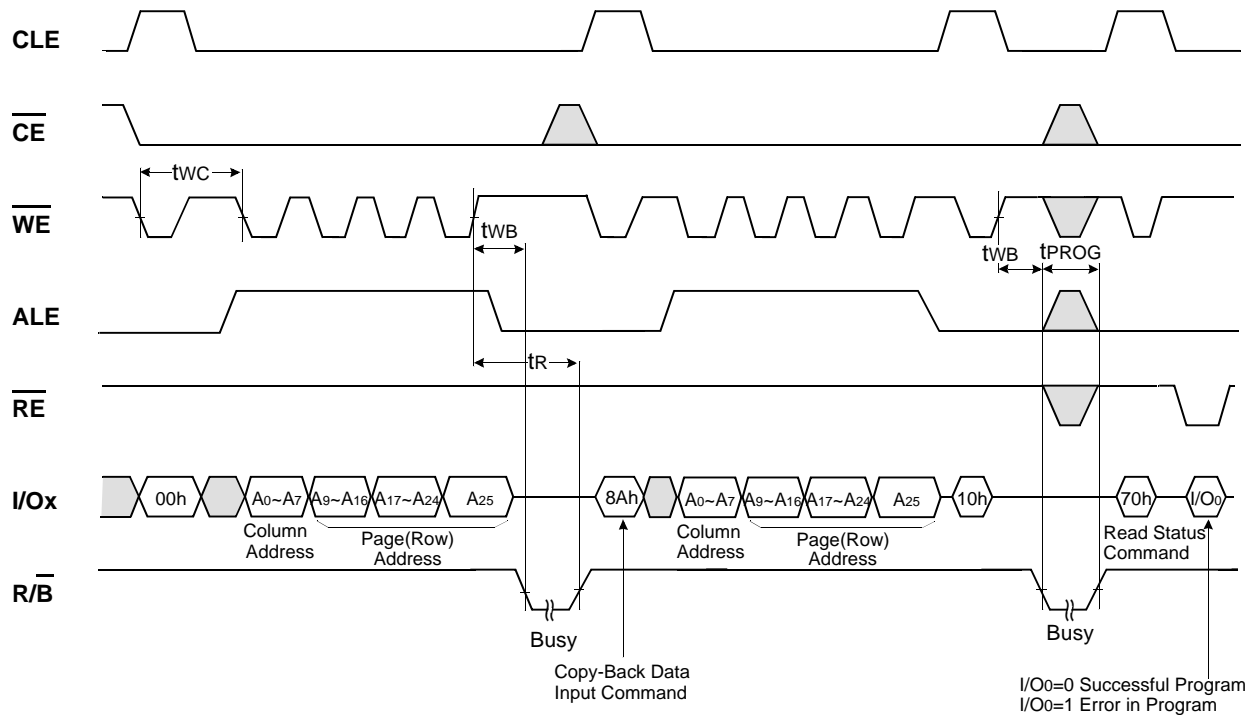 CLE
CE
tWC
WE
tWB
tWB
tPROG
ALE
tR
RE
I/Ox
00h
A0~A7
A9~A16
A17~A24
A25
8Ah
A0~A7
A9~A16
A17~A24
A25
10h
70h
I/O0
Column
Address
Page(Row)
Address
Column
Address
Page(Row)
Address
Read Status
Command
R/B
Busy
Busy
Copy-Back Data
Input Command
I/O0=0 Successful Program
I/O0=1 Error in Program